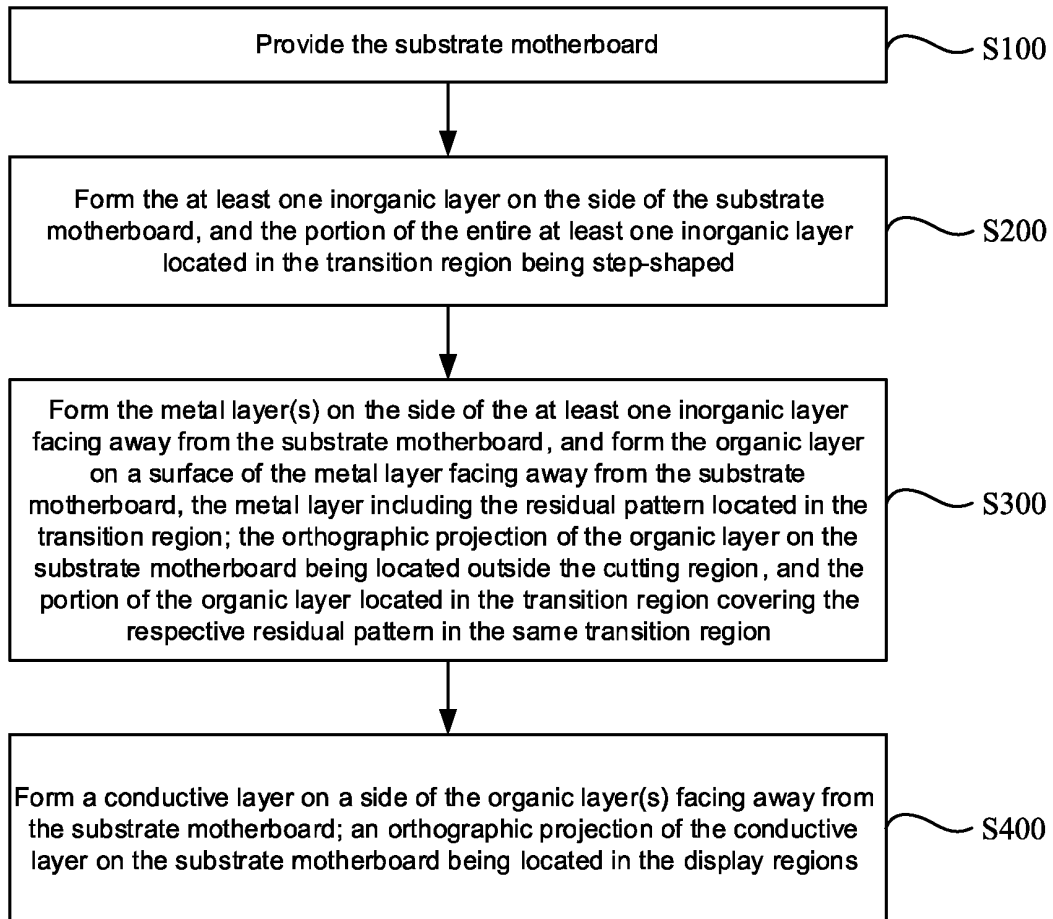 Provide the substrate motherboard
S100
Form the at least one inorganic layer on the side of the substrate
motherboard, and the portion of the entire at least one inorganic layer
located in the transition region being step-shaped
S200
Form the metal layer(s) on the side of the at least one inorganic layer
facing away from the substrate motherboard, and form the organic layer
on a surface of the metal layer facing away from the substrate
motherboard, the metal layer including the residual pattern located in the
transition region; the orthographic projection of the organic layer on the
substrate motherboard being located outside the cutting region, and the
portion of the organic layer located in the transition region covering the
respective residual pattern in the same transition region
S300
Form a conductive layer on a side of the organic layer(s) facing away from
the substrate motherboard; an orthographic projection of the conductive
layer on the substrate motherboard being located in the display regions
S400